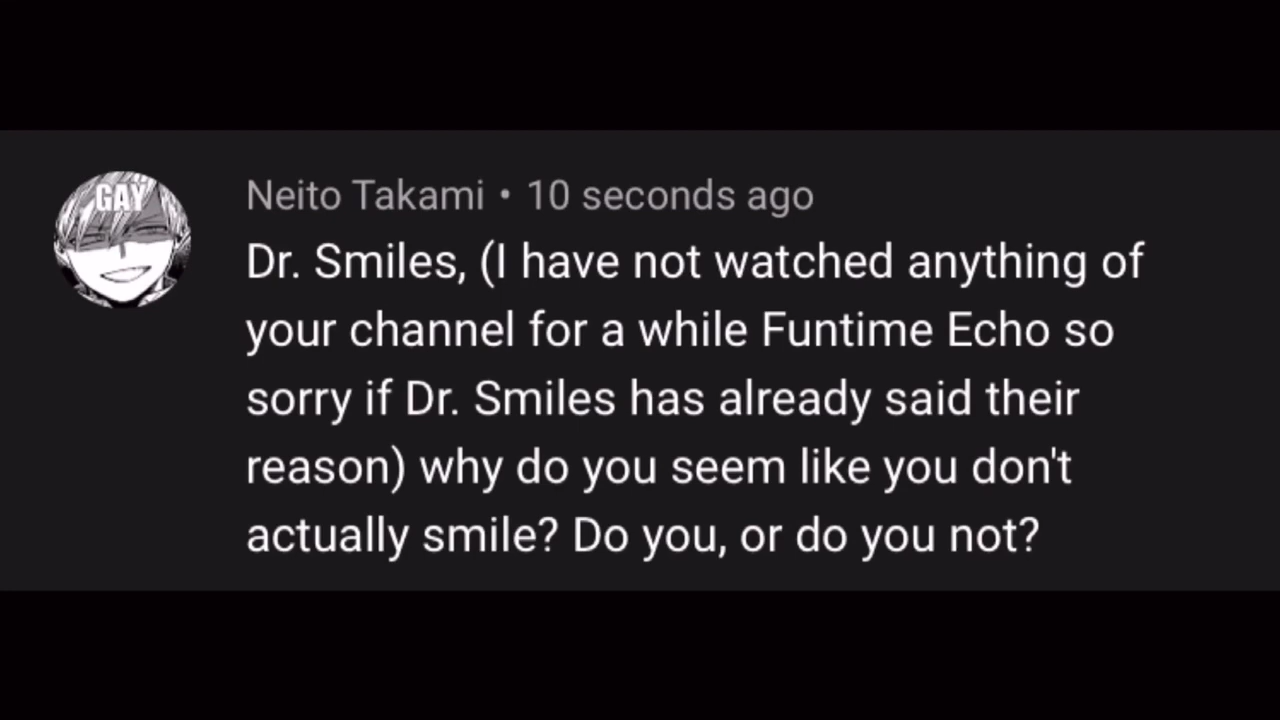 GAY
Neito Takami • 10 seconds ago
Dr. Smiles, (I have not watched anything of
your channel for a while Funtime Echo so
sorry if Dr. Smiles has already said their
reason) why do you seem like you don't
actually smile? Do you, or do you not?